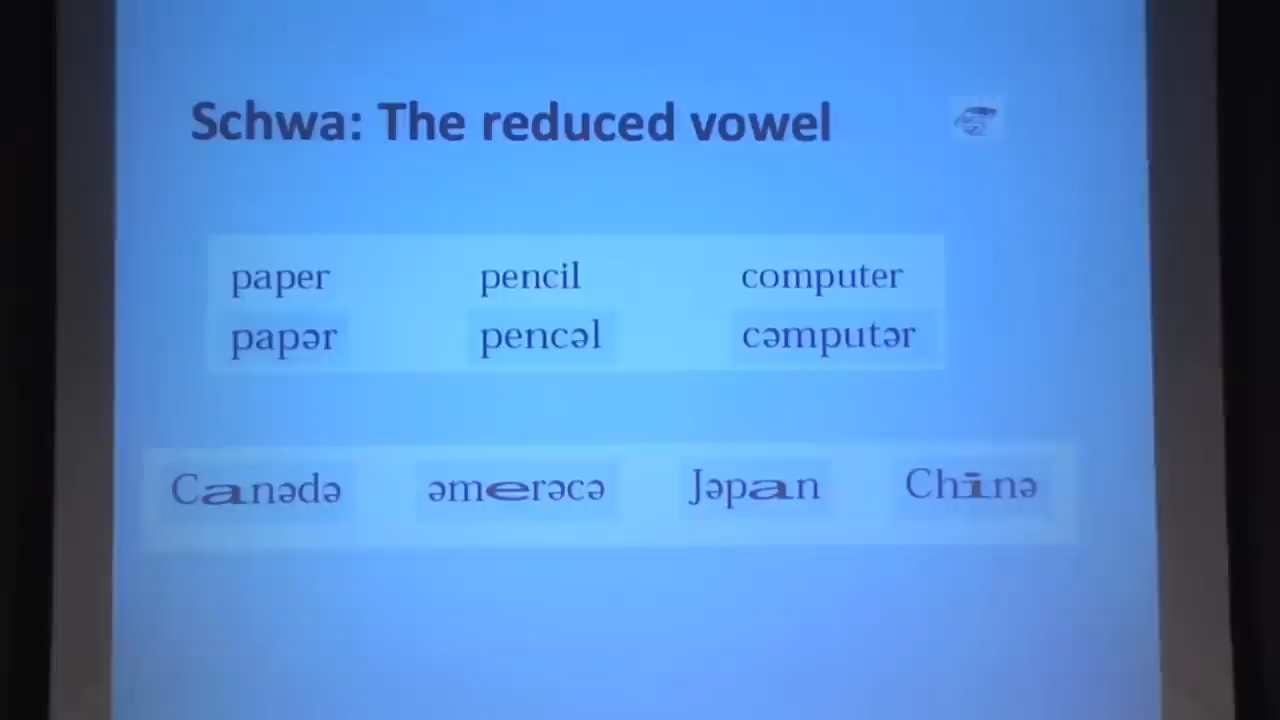 Schwa: The reduced vowel
paper pencil computer
papər pencəl cəmputər
Canədə əmerəcə Jəpan Chinə